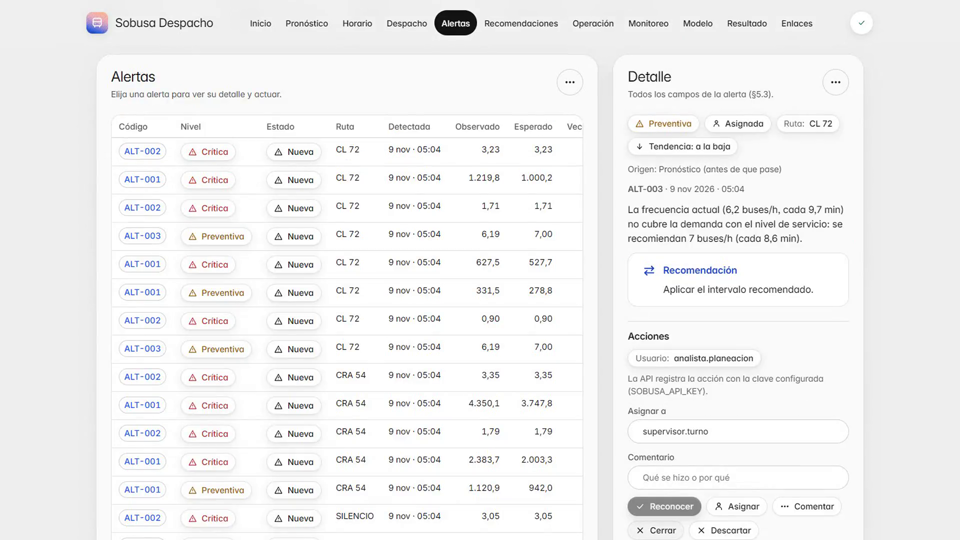 Sobusa Despacho
Inicio Pronóstico Horario Despacho Alertas Recomendaciones Operación Monitoreo Modelo Resultado Enlaces
Alertas
Elija una alerta para ver su detalle y actuar.
Código Nivel Estado Ruta Detectada Observado Esperado Vec
ALT-002 Crítica Nueva CL 72 9 nov · 05:04 3,23 3,23
ALT-001 Crítica Nueva CL 72 9 nov · 05:04 1.219,8 1.000,2
ALT-002 Crítica Nueva CL 72 9 nov · 05:04 1,71 1,71
ALT-003 Preventiva Nueva CL 72 9 nov · 05:04 6,19 7,00
ALT-001 Crítica Nueva CL 72 9 nov · 05:04 627,5 527,7
ALT-001 Preventiva Nueva CL 72 9 nov · 05:04 331,5 278,8
ALT-002 Crítica Nueva CL 72 9 nov · 05:04 0,90 0,90
ALT-003 Preventiva Nueva CL 72 9 nov · 05:04 6,19 7,00
ALT-002 Crítica Nueva CRA 54 9 nov · 05:04 3,35 3,35
ALT-001 Crítica Nueva CRA 54 9 nov · 05:04 4.350,1 3.747,8
ALT-002 Crítica Nueva CRA 54 9 nov · 05:04 1,79 1,79
ALT-001 Crítica Nueva CRA 54 9 nov · 05:04 2.383,7 2.003,3
ALT-001 Preventiva Nueva CRA 54 9 nov · 05:04 1.120,9 942,0
ALT-002 Crítica Nueva SILENCIO 9 nov · 05:04 3,05 3,05
Detalle
Todos los campos de la alerta (§5.3).
Preventiva Asignada Ruta: CL 72
Tendencia: a la baja
Origen: Pronóstico (antes de que pase)
ALT-003 · 9 nov 2026 · 05:04
La frecuencia actual (6,2 buses/h, cada 9,7 min)
no cubre la demanda con el nivel de servicio: se
recomiendan 7 buses/h (cada 8,6 min).
Recomendación
Aplicar el intervalo recomendado.
Acciones
Usuario: analista.planeacion
La API registra la acción con la clave configurada
(SOBUSA_API_KEY).
Asignar a
supervisor.turno
Comentario
Qué se hizo o por qué
Reconocer Asignar Comentar
Cerrar Descartar